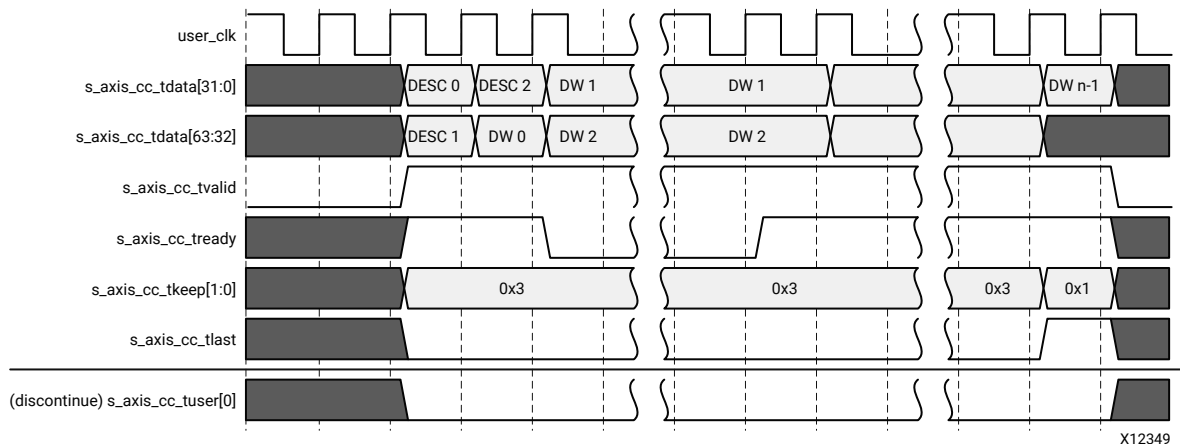 user_clk
s_axis_cc_tdata[31:0] DESC 0 DESC 2 DW 1 DW 1 DW n-1
s_axis_cc_tdata[63:32] DESC 1 DW 0 DW 2 DW 2
s_axis_cc_tvalid
s_axis_cc_tready
s_axis_cc_tkeep[1:0] 0x3 0x3 0x3 0x1
s_axis_cc_tlast
(discontinue) s_axis_cc_tuser[0]
X12349